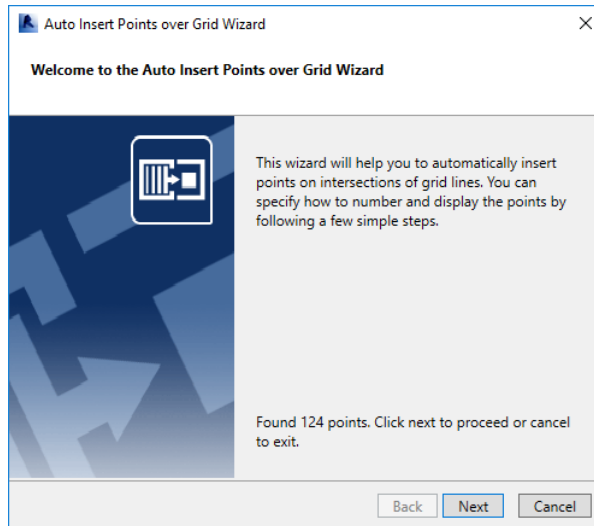 Auto Insert Points over Grid Wizard
Welcome to the Auto Insert Points over Grid Wizard
This wizard will help you to automatically insert
points on intersections of grid lines. You can
specify how to number and display the points by
following a few simple steps.
Found 124 points. Click next to proceed or cancel
to exit.
Back Next Cancel